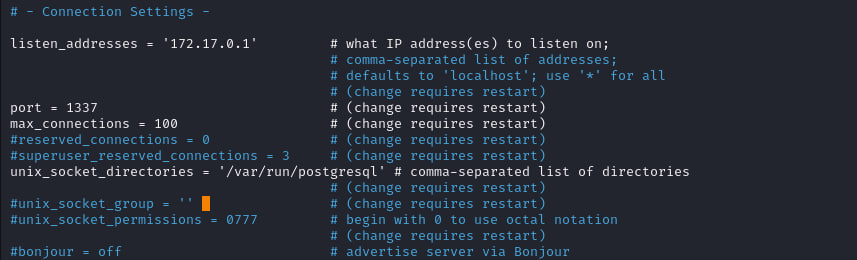 # - Connection Settings -
listen_addresses = '172.17.0.1'         # what IP address(es) to listen on;
                                        # comma-separated list of addresses;
                                        # defaults to 'localhost'; use '*' for all
                                        # (change requires restart)
port = 1337                             # (change requires restart)
max_connections = 100                   # (change requires restart)
#reserved_connections = 0               # (change requires restart)
#superuser_reserved_connections = 3     # (change requires restart)
unix_socket_directories = '/var/run/postgresql' # comma-separated list of directories
                                        # (change requires restart)
#unix_socket_group = ''                 # (change requires restart)
#unix_socket_permissions = 0777         # begin with 0 to use octal notation
                                        # (change requires restart)
#bonjour = off                          # advertise server via Bonjour